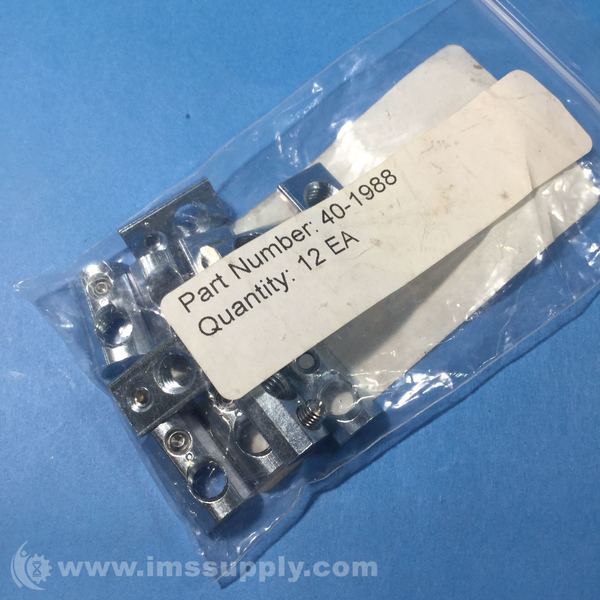 Part Number: 40-1988
Quantity: 12 EA
www.imssupply.com